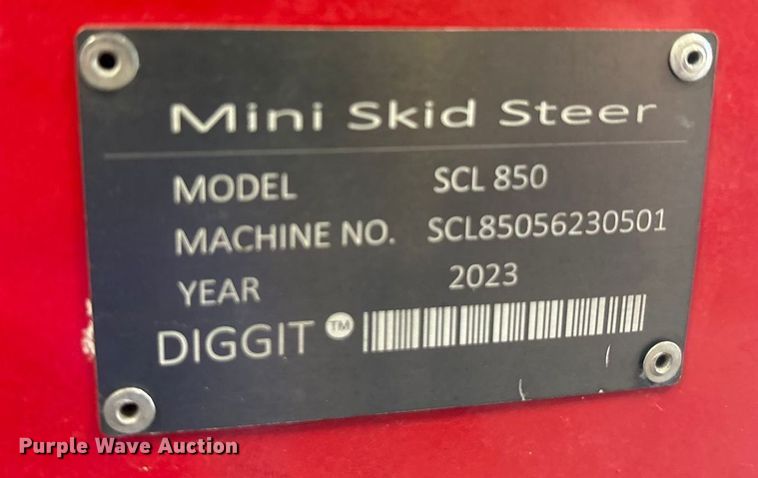 Mini Skid Steer
MODEL SCL 850
MACHINE NO. SCL85056230501
YEAR 2023
DIGGIT™
Purple Wave Auction